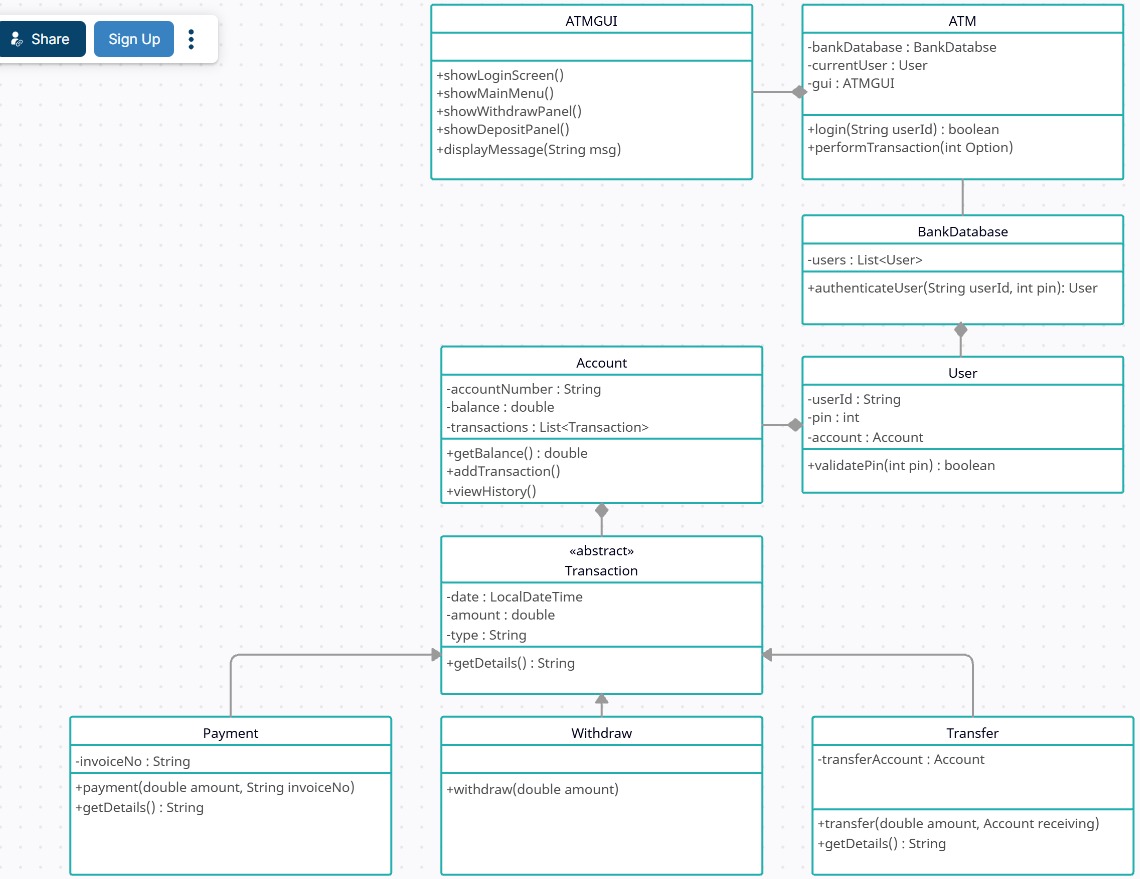 Share
Sign Up
ATMGUI
+showLoginScreen()
+showMainMenu()
+showWithdrawPanel()
+showDepositPanel()
+displayMessage(String msg)
ATM
-bankDatabase : BankDatabse
-currentUser : User
-gui : ATMGUI
+login(String userId) : boolean
+performTransaction(int Option)
BankDatabase
-users : List<User>
+authenticateUser(String userId, int pin): User
Account
-accountNumber : String
-balance : double
-transactions : List<Transaction>
+getBalance() : double
+addTransaction()
+viewHistory()
User
-userId : String
-pin : int
-account : Account
+validatePin(int pin) : boolean
«abstract»
Transaction
-date : LocalDateTime
-amount : double
-type : String
+getDetails() : String
Payment
-invoiceNo : String
+payment(double amount, String invoiceNo)
+getDetails() : String
Withdraw
+withdraw(double amount)
Transfer
-transferAccount : Account
+transfer(double amount, Account receiving)
+getDetails() : String